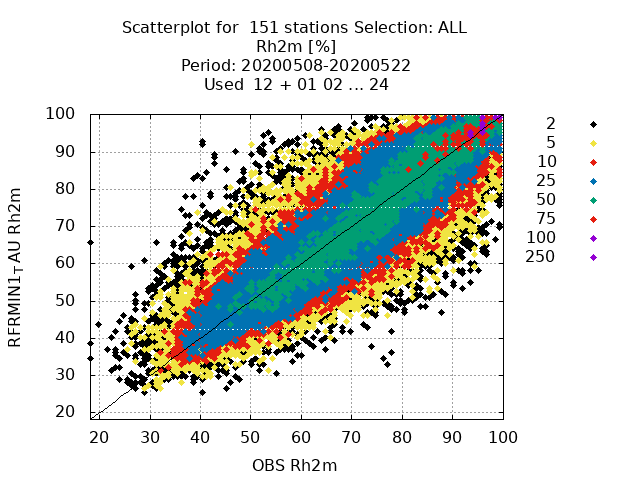 Scatterplot for  151 stations Selection: ALL
Rh2m [%]
Period: 20200508-20200522
Used  12 + 01 02 ... 24
100
90
80
70
60
50
40
30
20
20 30 40 50 60 70 80 90 100
OBS Rh2m
RFRMIN1T AU Rh2m
2
5
10
25
50
75
100
250